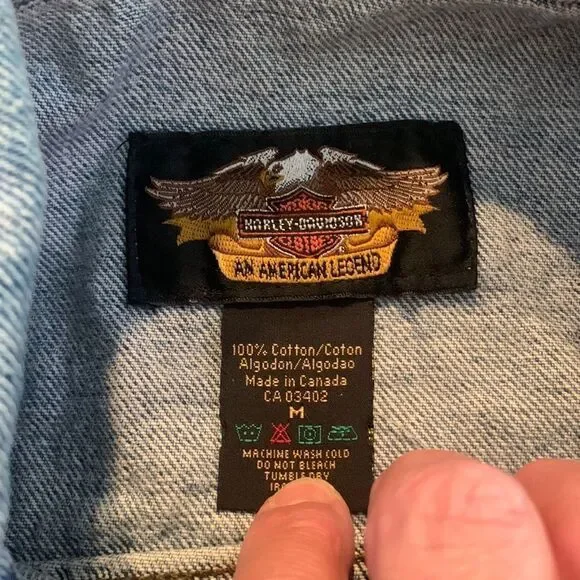 HARLEY-DAVIDSON
®
AN AMERICAN LEGEND
100% Cotton/Coton
Algodon/Algodao
Made in Canada
CA 03402
M
MACHINE WASH COLD
DO NOT BLEACH
TUMBLE DRY